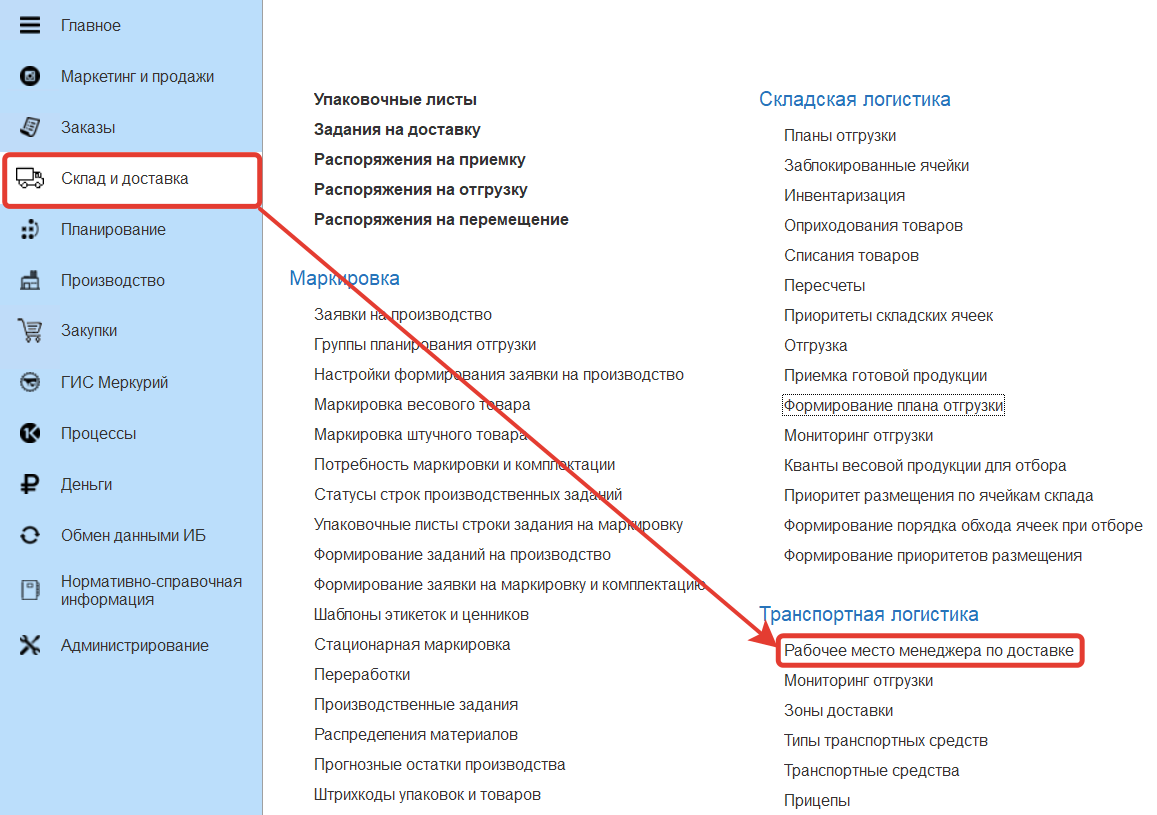 Главное
Маркетинг и продажи
Заказы
Склад и доставка
Планирование
Производство
Закупки
ГИС Меркурий
Процессы
Деньги
Обмен данными ИБ
Нормативно-справочная
информация
Администрирование
Упаковочные листы
Задания на доставку
Распоряжения на приемку
Распоряжения на отгрузку
Распоряжения на перемещение
Маркировка
Заявки на производство
Группы планирования отгрузки
Настройки формирования заявки на производство
Маркировка весового товара
Маркировка штучного товара
Потребность маркировки и комплектации
Статусы строк производственных заданий
Упаковочные листы строки задания на маркировку
Формирование заданий на производство
Формирование заявки на маркировку и комплектацию
Шаблоны этикеток и ценников
Стационарная маркировка
Переработки
Производственные задания
Распределения материалов
Прогнозные остатки производства
Штрихкоды упаковок и товаров
Складская логистика
Планы отгрузки
Заблокированные ячейки
Инвентаризация
Оприходования товаров
Списания товаров
Пересчеты
Приоритеты складских ячеек
Отгрузка
Приемка готовой продукции
Формирование плана отгрузки
Мониторинг отгрузки
Кванты весовой продукции для отбора
Приоритет размещения по ячейкам склада
Формирование порядка обхода ячеек при отборе
Формирование приоритетов размещения
Транспортная логистика
Рабочее место менеджера по доставке
Мониторинг отгрузки
Зоны доставки
Типы транспортных средств
Транспортные средства
Прицепы